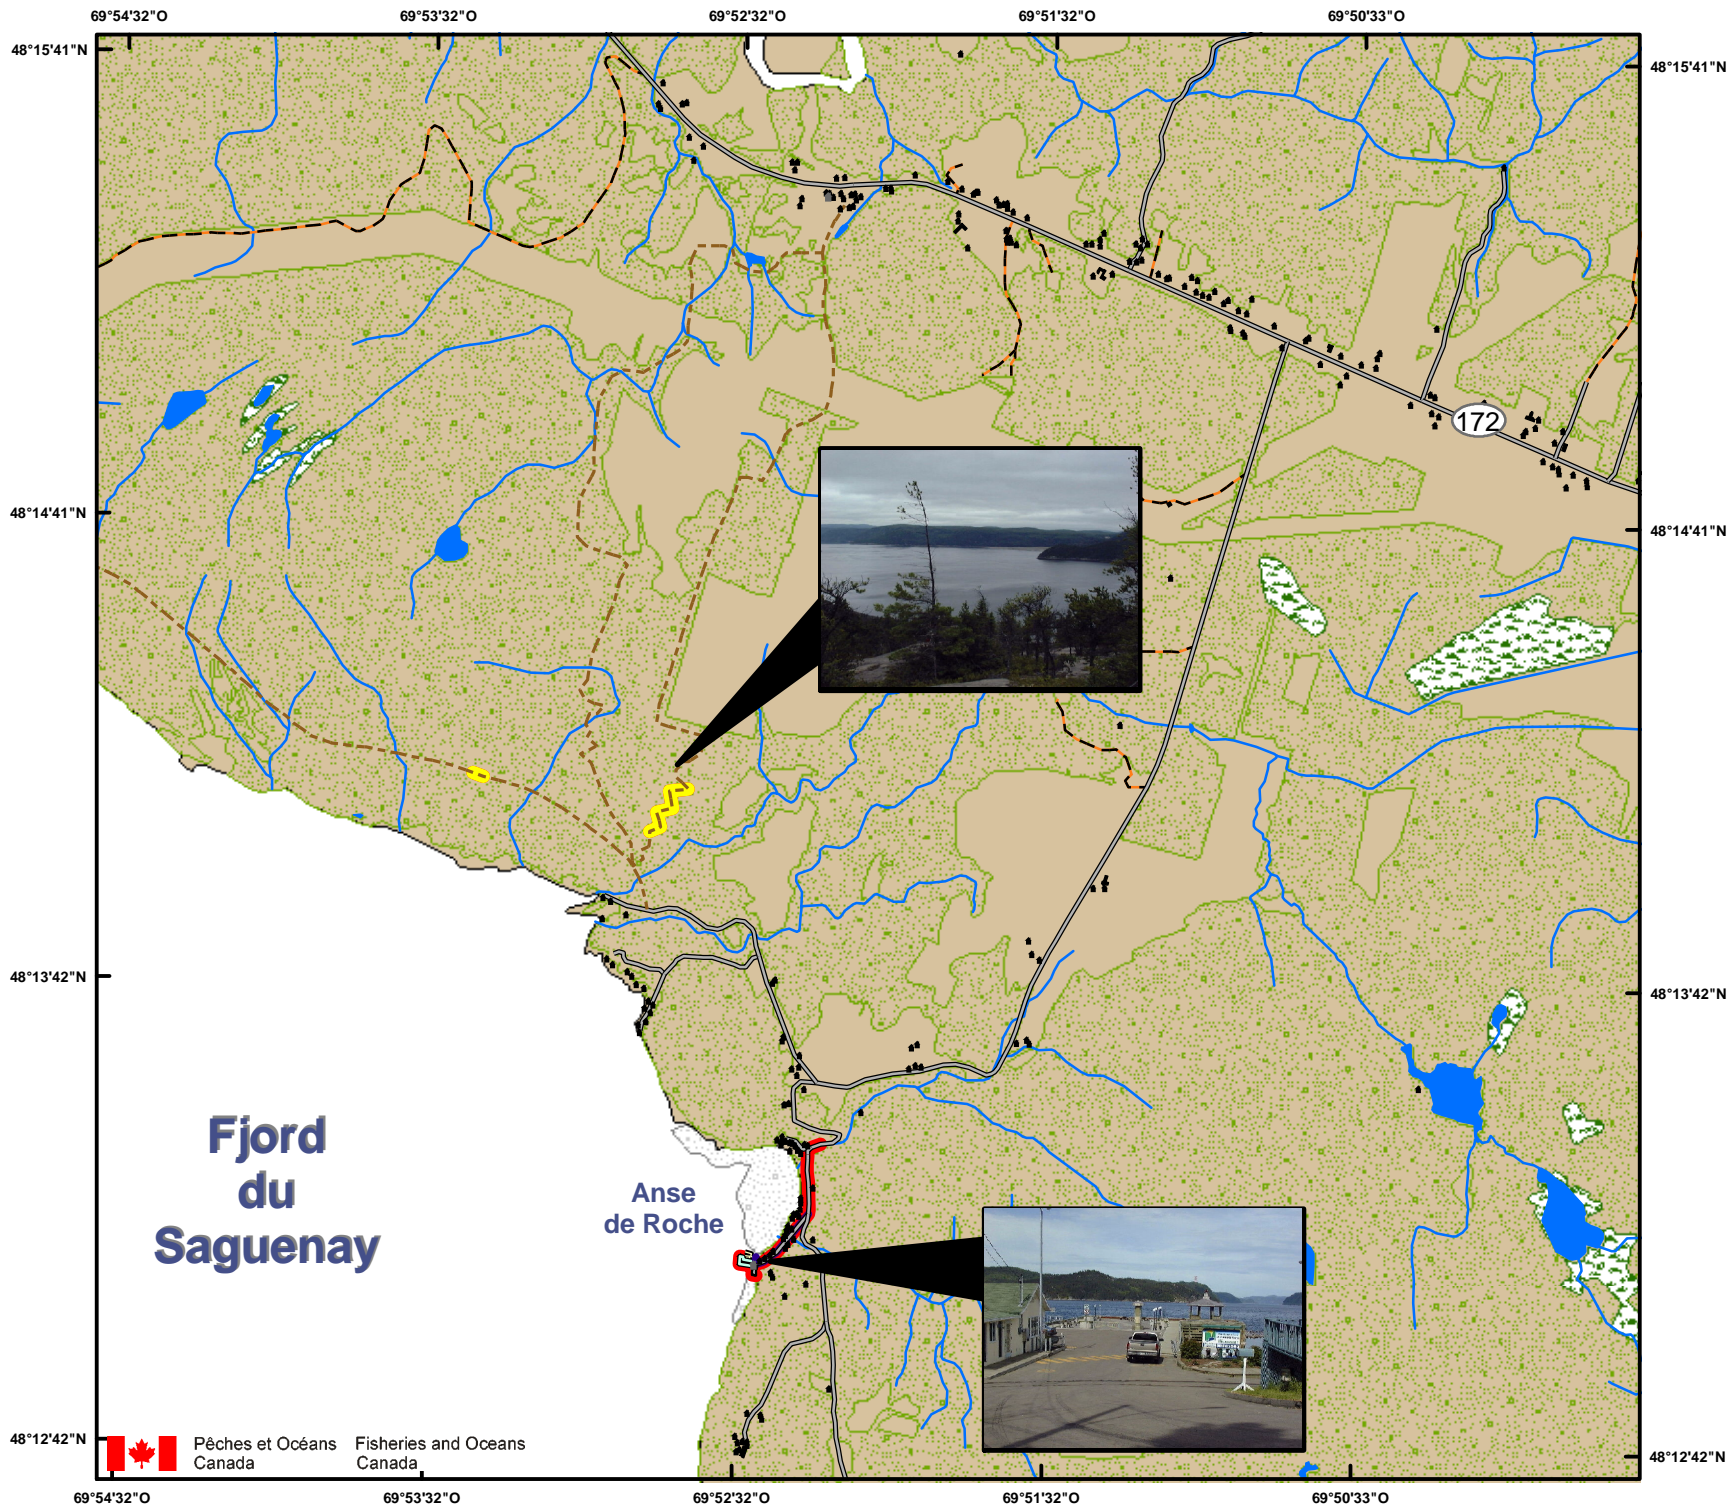 69°54'32"O 69°53'32"O 69°52'32"O 69°51'32"O 69°50'33"O
48°15'41"N 48°15'41"N
172
48°14'41"N 48°14'41"N
48°13'42"N 48°13'42"N
Fjord
du
Saguenay
Anse
de Roche
48°12'42"N 48°12'42"N
Pêches et Océans
Canada
Fisheries and Oceans
Canada
69°54'32"O 69°53'32"O 69°52'32"O 69°51'32"O 69°50'33"O